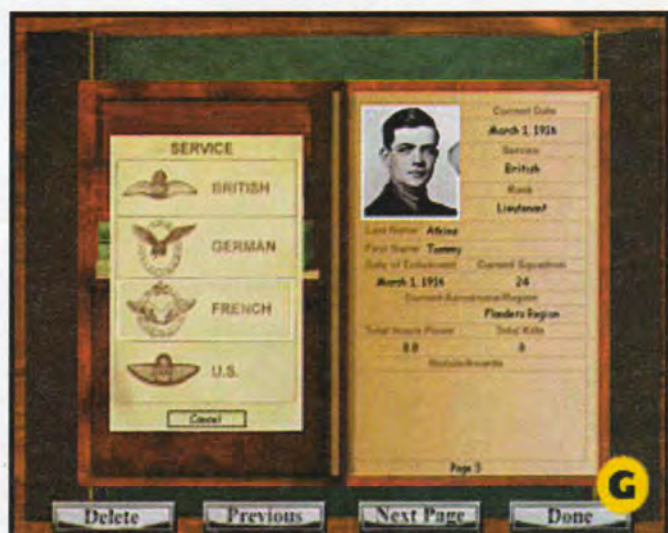 SERVICE
BRITISH
GERMAN
FRENCH
U.S.
Cancel
Current Date
March 1, 1916
Service
British
Rank
Lieutenant
Last Name Atkins
First Name Tommy
Date of Enlistment Current Squadron
March 1, 1916 24
Current Aerodrome/Region
Flanders Region
Total Hours Flown Total Kills
0.0 0
Medals/Awards
Page 3
G
Delete Previous Next Page Done